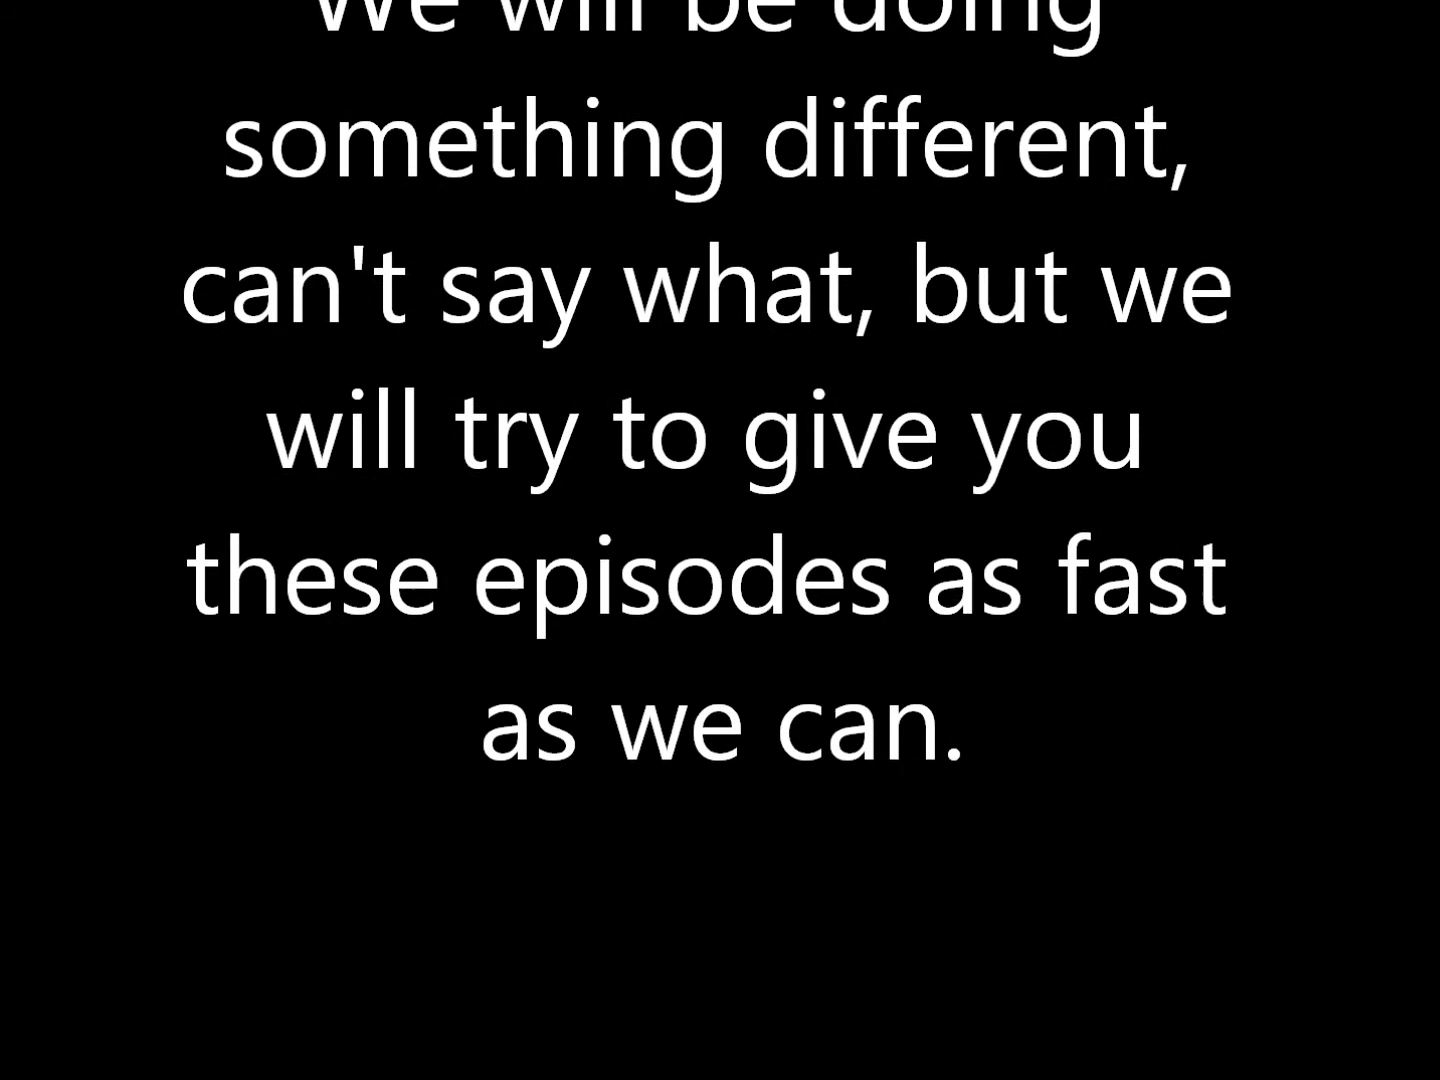 We will be doing
something different,
can't say what, but we
will try to give you
these episodes as fast
as we can.